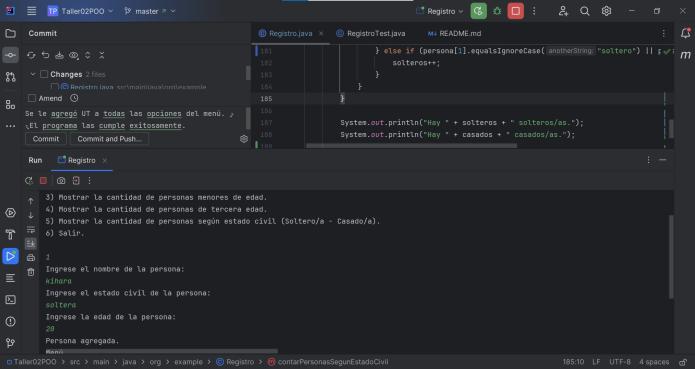 TP Taller02POO master
Registro
Commit
Registro.java × RegistroTest.java M↓ README.md
Changes 2 files
Registro.java src\main\java\org\example
Amend
Se le agregó UT a todas las opciones del menú.
¿El programa las cumple exitosamente.
Commit Commit and Push...
181 } else if (persona[1].equalsIgnoreCase( anotherString: "soltero") ||
182 solteros++;
183 }
184 }
185 }
186
187 System.out.println("Hay " + solteros + " solteros/as.");
188 System.out.println("Hay " + casados + " casados/as.");
189
Run Registro ×
3) Mostrar la cantidad de personas menores de edad.
4) Mostrar la cantidad de personas de tercera edad.
5) Mostrar la cantidad de personas según estado civil (Soltero/a - Casado/a).
6) Salir.
1
Ingrese el nombre de la persona:
kihara
Ingrese el estado civil de la persona:
soltera
Ingrese la edad de la persona:
20
Persona agregada.
Menú
Taller02POO > src > main > java > org > example > Registro > contarPersonasSegunEstadoCivil 185:10 LF UTF-8 4 spaces